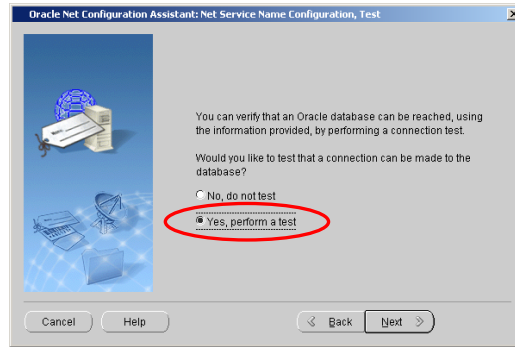 Oracle Net Configuration Assistant: Net Service Name Configuration, Test
You can verify that an Oracle database can be reached, using
the information provided, by performing a connection test.
Would you like to test that a connection can be made to the
database?
No, do not test
Yes, perform a test
Cancel
Help
Back
Next